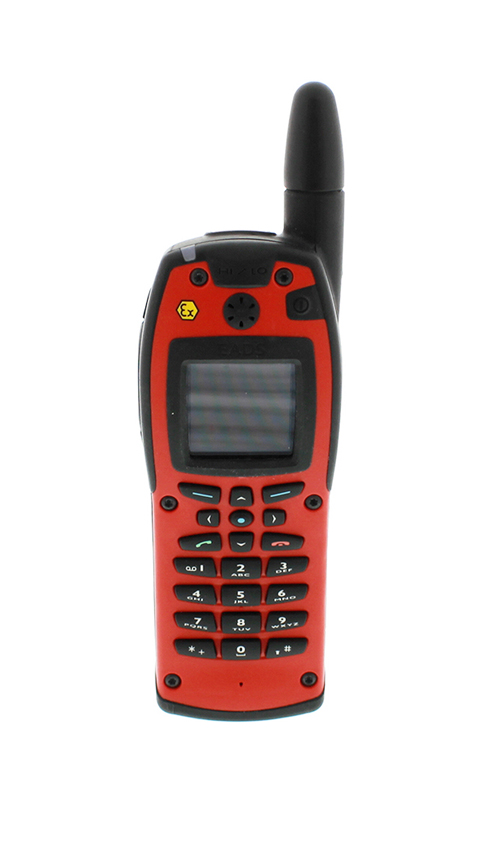 Ex
EADS
1
2
ABC
3
DEF
4
GHI
5
JKL
6
MNO
7
PQRS
8
TUV
9
WXYZ
*+
0
#